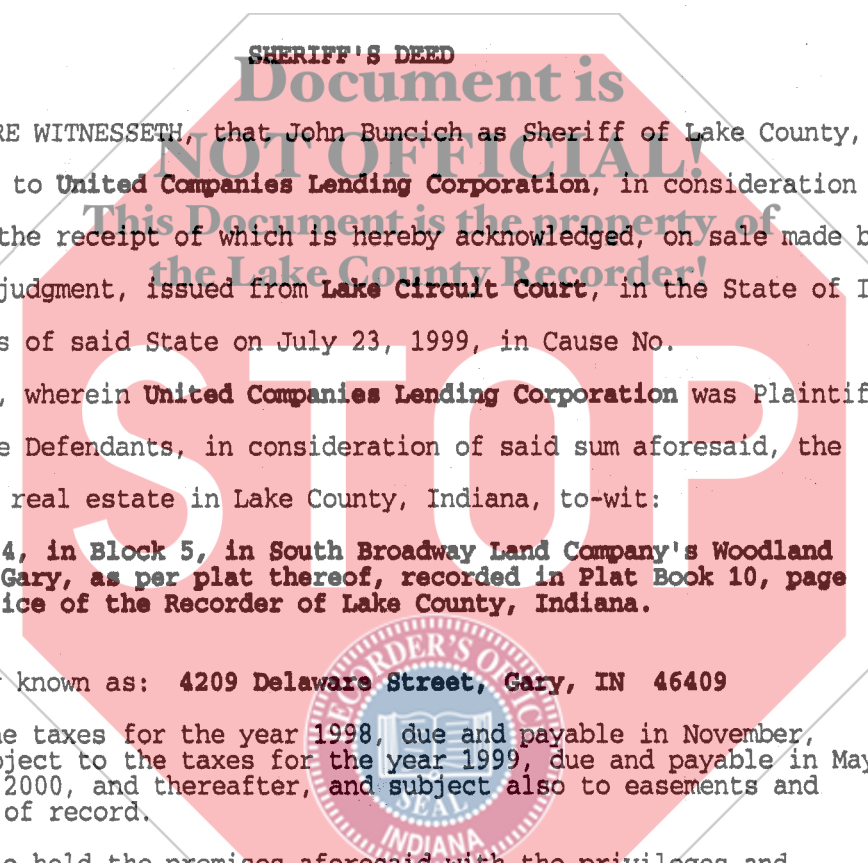 SHERIFF'S DEED
Document is
RE WITNESSETH, that John Buncich as Sheriff of Lake County,
NOT OFFICIAL!
to United Companies Lending Corporation, in consideration
This Document is the property of
the receipt of which is hereby acknowledged, on sale made b
the Lake County Recorder!
judgment, issued from Lake Circuit Court, in the State of I
s of said State on July 23, 1999, in Cause No.
, wherein United Companies Lending Corporation was Plaintif
e Defendants, in consideration of said sum aforesaid, the
STOP
real estate in Lake County, Indiana, to-wit:
4, in Block 5, in South Broadway Land Company's Woodland
Gary, as per plat thereof, recorded in Plat Book 10, page
ice of the Recorder of Lake County, Indiana.
known as: 4209 Delaware Street, Gary, IN 46409
e taxes for the year 1998, due and payable in November,
bject to the taxes for the year 1999, due and payable in May
2000, and thereafter, and subject also to easements and
of record.
o hold the premises aforesaid with the privileges and
RECORDER'S OFFICE
SEAL
INDIANA